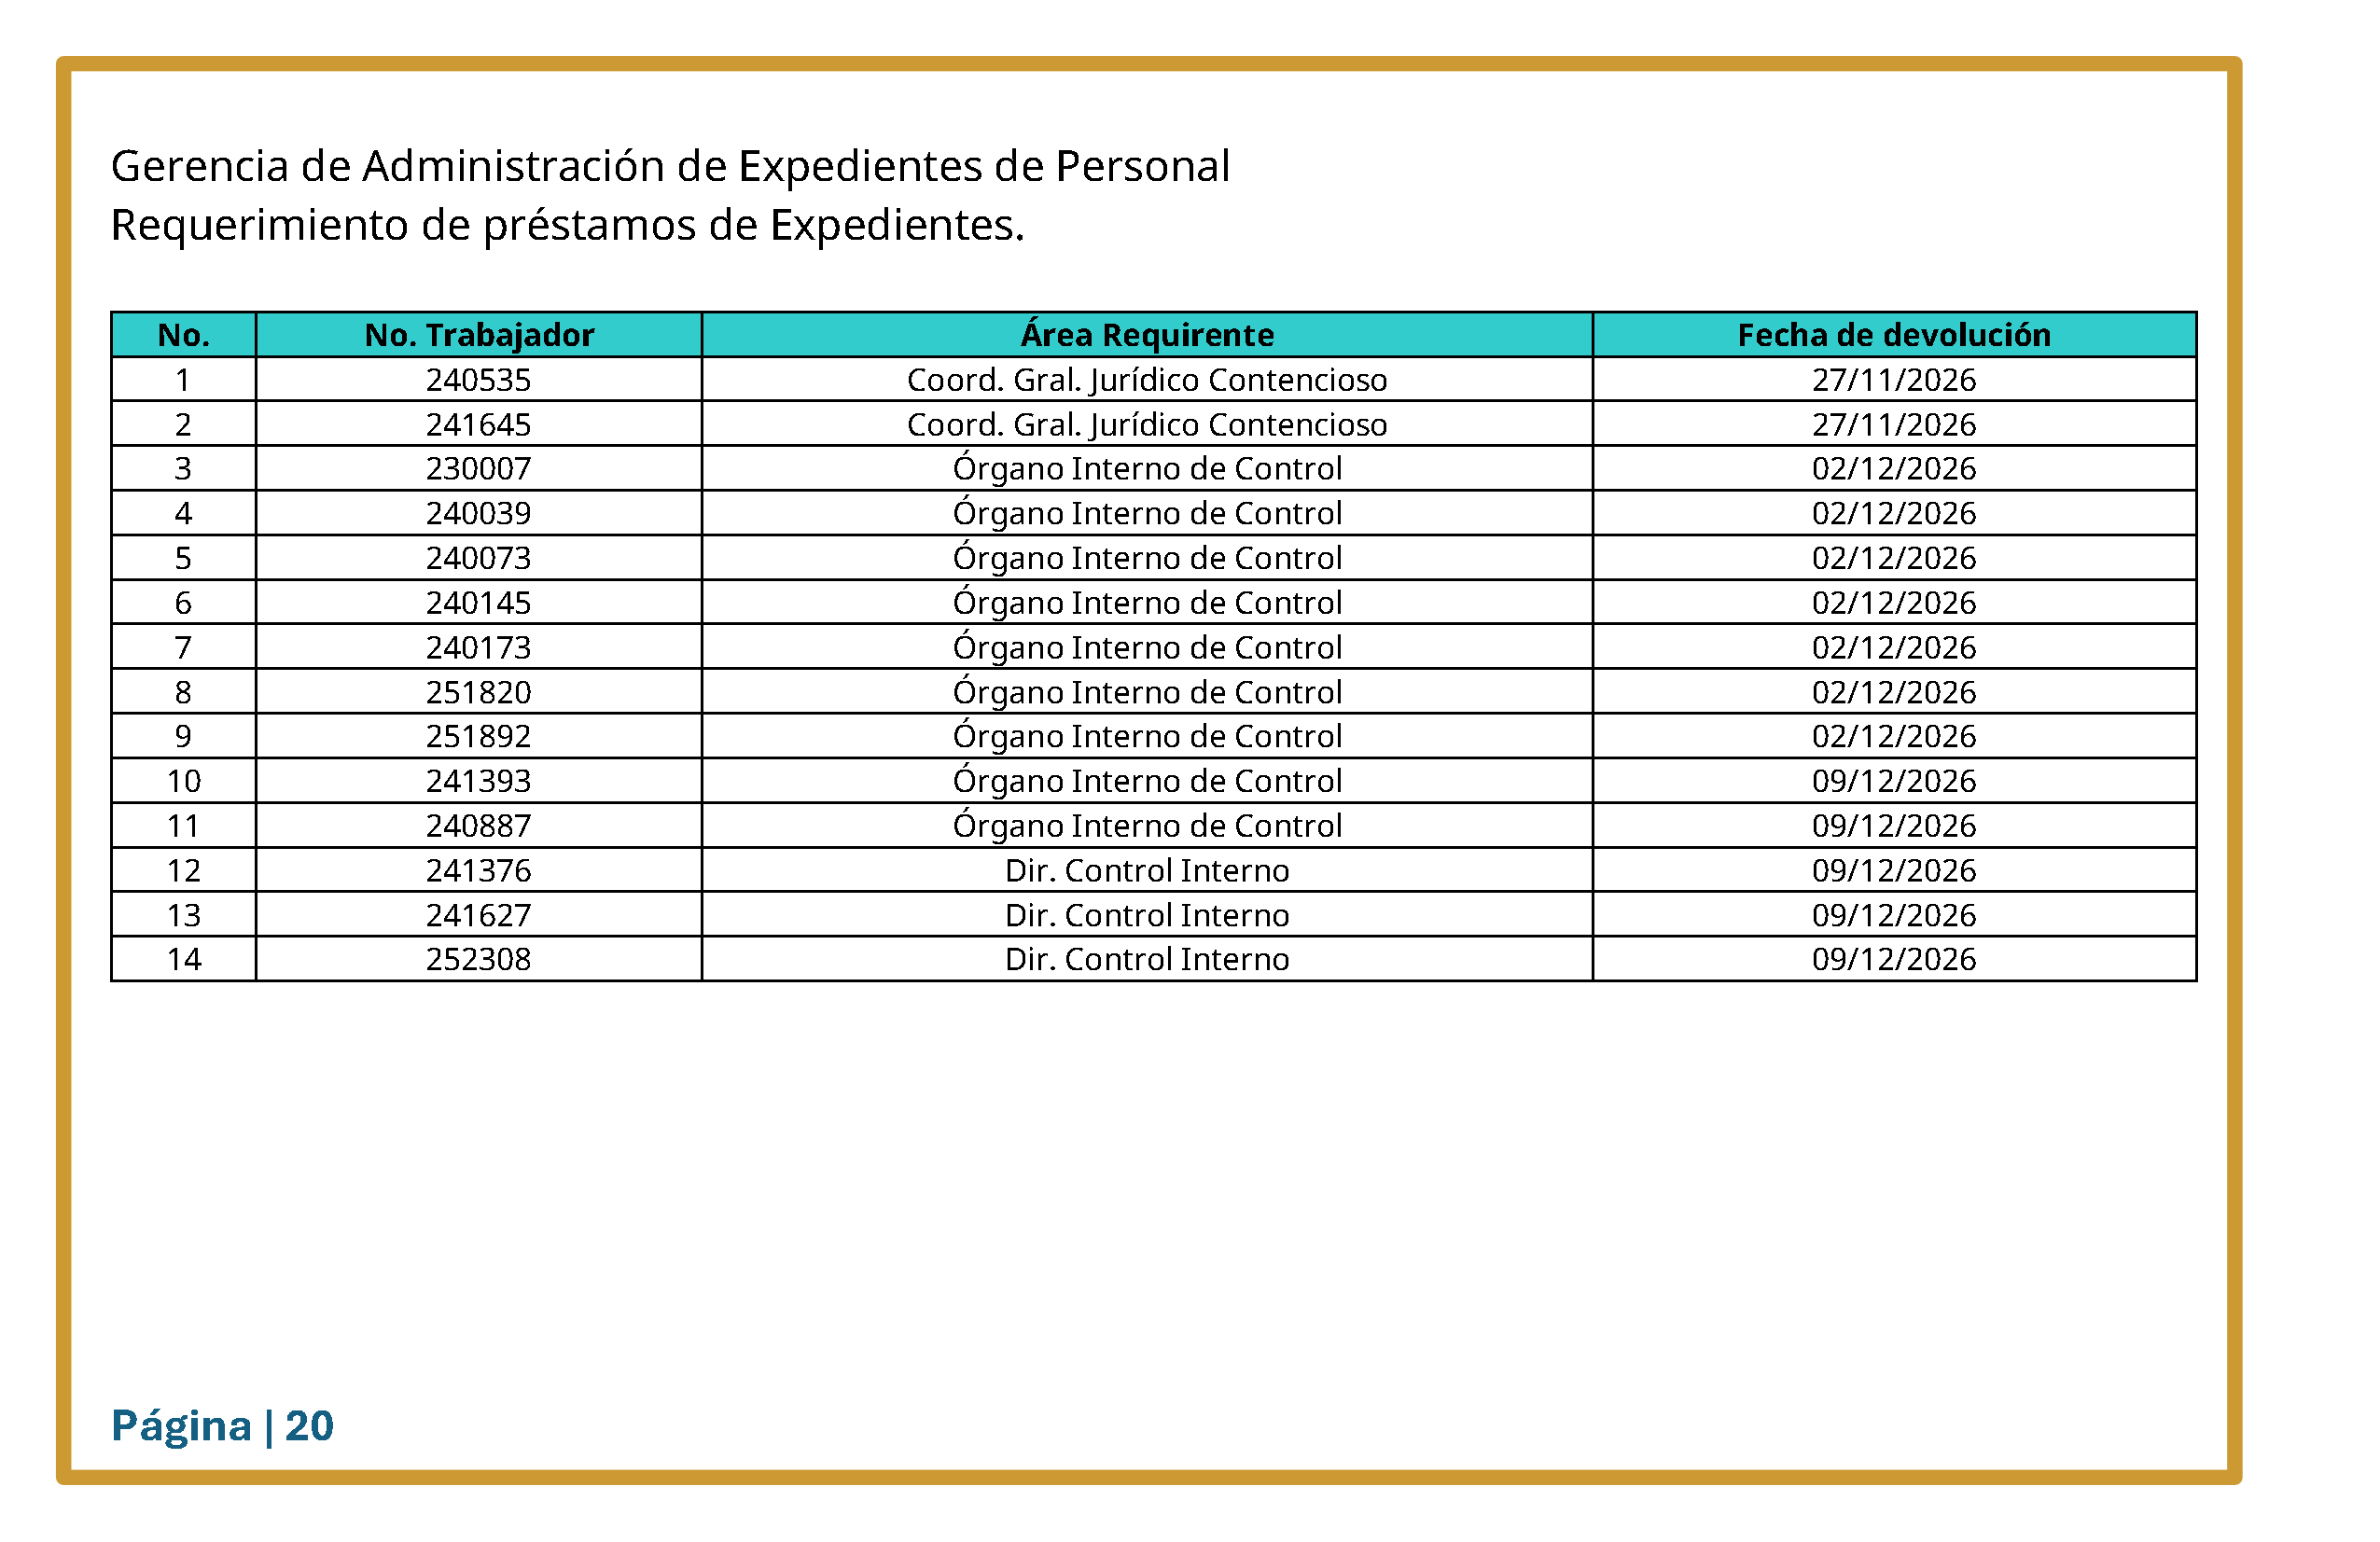 Gerencia de Administración de Expedientes de Personal
Requerimiento de préstamos de Expedientes.
No. No. Trabajador Área Requirente Fecha de devolución
1 240535 Coord. Gral. Jurídico Contencioso 27/11/2026
2 241645 Coord. Gral. Jurídico Contencioso 27/11/2026
3 230007 Órgano Interno de Control 02/12/2026
4 240039 Órgano Interno de Control 02/12/2026
5 240073 Órgano Interno de Control 02/12/2026
6 240145 Órgano Interno de Control 02/12/2026
7 240173 Órgano Interno de Control 02/12/2026
8 251820 Órgano Interno de Control 02/12/2026
9 251892 Órgano Interno de Control 02/12/2026
10 241393 Órgano Interno de Control 09/12/2026
11 240887 Órgano Interno de Control 09/12/2026
12 241376 Dir. Control Interno 09/12/2026
13 241627 Dir. Control Interno 09/12/2026
14 252308 Dir. Control Interno 09/12/2026
Página | 20